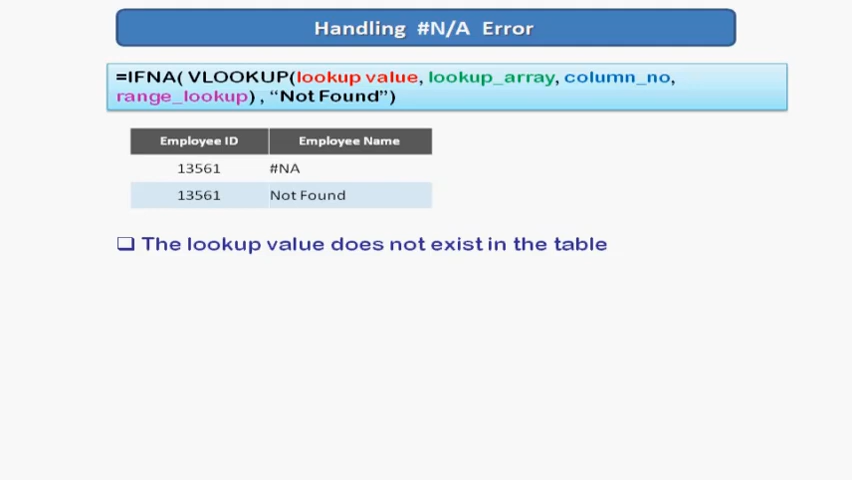 Handling #N/A Error
=IFNA( VLOOKUP(lookup value, lookup_array, column_no,
range_lookup) , “Not Found”)
Employee ID Employee Name
13561 #NA
13561 Not Found
❑ The lookup value does not exist in the table